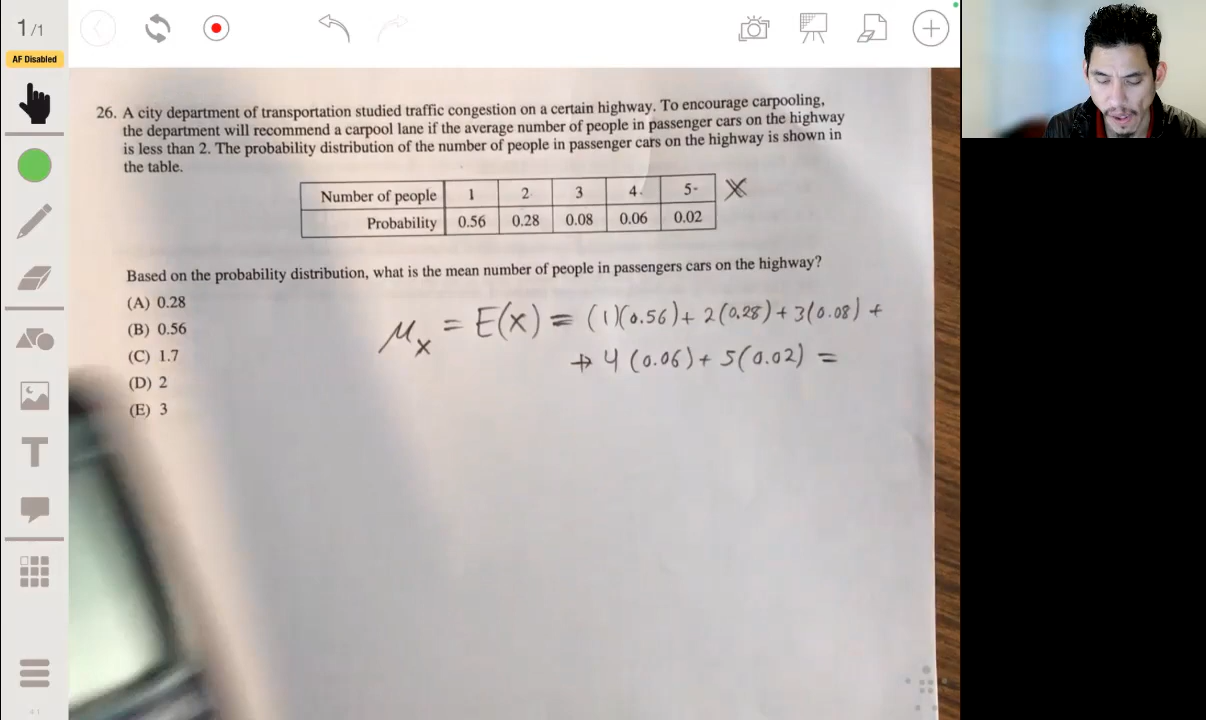 1/1
AF Disabled
26. A city department of transportation studied traffic congestion on a certain highway. To encourage carpooling,
the department will recommend a carpool lane if the average number of people in passenger cars on the highway
is less than 2. The probability distribution of the number of people in passenger cars on the highway is shown in
the table.
Number of people 1 2 3 4 5 X
Probability 0.56 0.28 0.08 0.06 0.02
Based on the probability distribution, what is the mean number of people in passengers cars on the highway?
(A) 0.28
(B) 0.56
(C) 1.7
(D) 2
(E) 3
μx = E(x) = (1)(0.56) + 2(0.28) + 3(0.08) +
→ 4(0.06) + 5(0.02) =
T